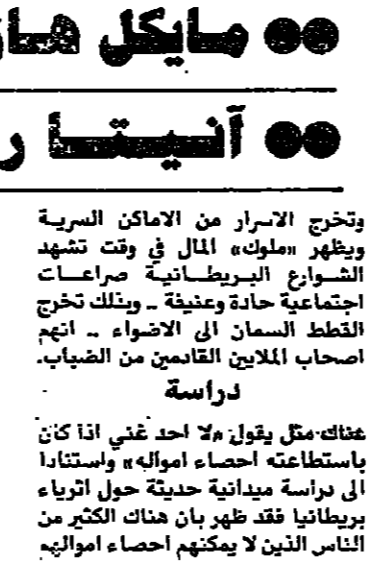 مايكل
آنيتا
وتخرج الاسرار من الاماكن السرية
ويظهر «ملوك» المال في وقت تشهد
الشوارع البريطانية صراعات
اجتماعية حادة وعنيفة ــ وبذلك تخرج
القطط السمان الى الاضواء .. انهم
اصحاب الملايين القادمين من الضباب.
دراسة
هناك مثل يقول «لا احد غني اذا كان
باستطاعته احصاء امواله» واستنادا
الى دراسة ميدانية حديثة حول اثرياء
بريطانيا فقد ظهر بان هناك الكثير من
الناس الذين لا يمكنهم احصاء اموالهم